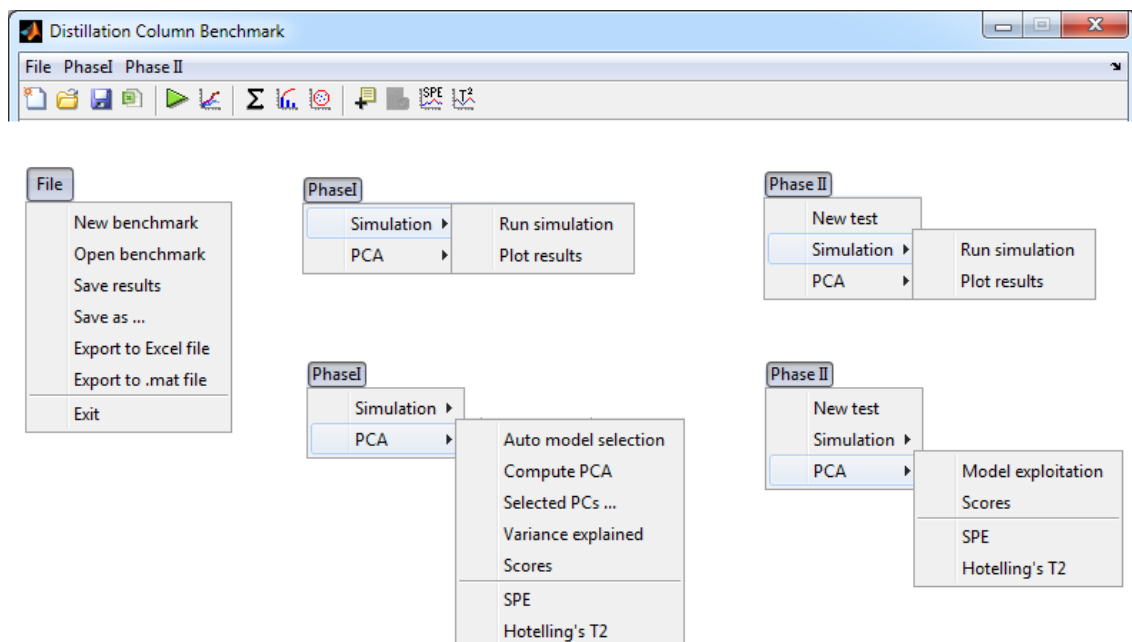 Distillation Column Benchmark
File PhaseI Phase II
Σ SPE T²
File
New benchmark
Open benchmark
Save results
Save as ...
Export to Excel file
Export to .mat file
Exit
PhaseI
Simulation
PCA
Run simulation
Plot results
Phase II
New test
Simulation
PCA
Run simulation
Plot results
PhaseI
Simulation
PCA
Auto model selection
Compute PCA
Selected PCs ...
Variance explained
Scores
SPE
Hotelling's T2
Phase II
New test
Simulation
PCA
Model exploitation
Scores
SPE
Hotelling's T2